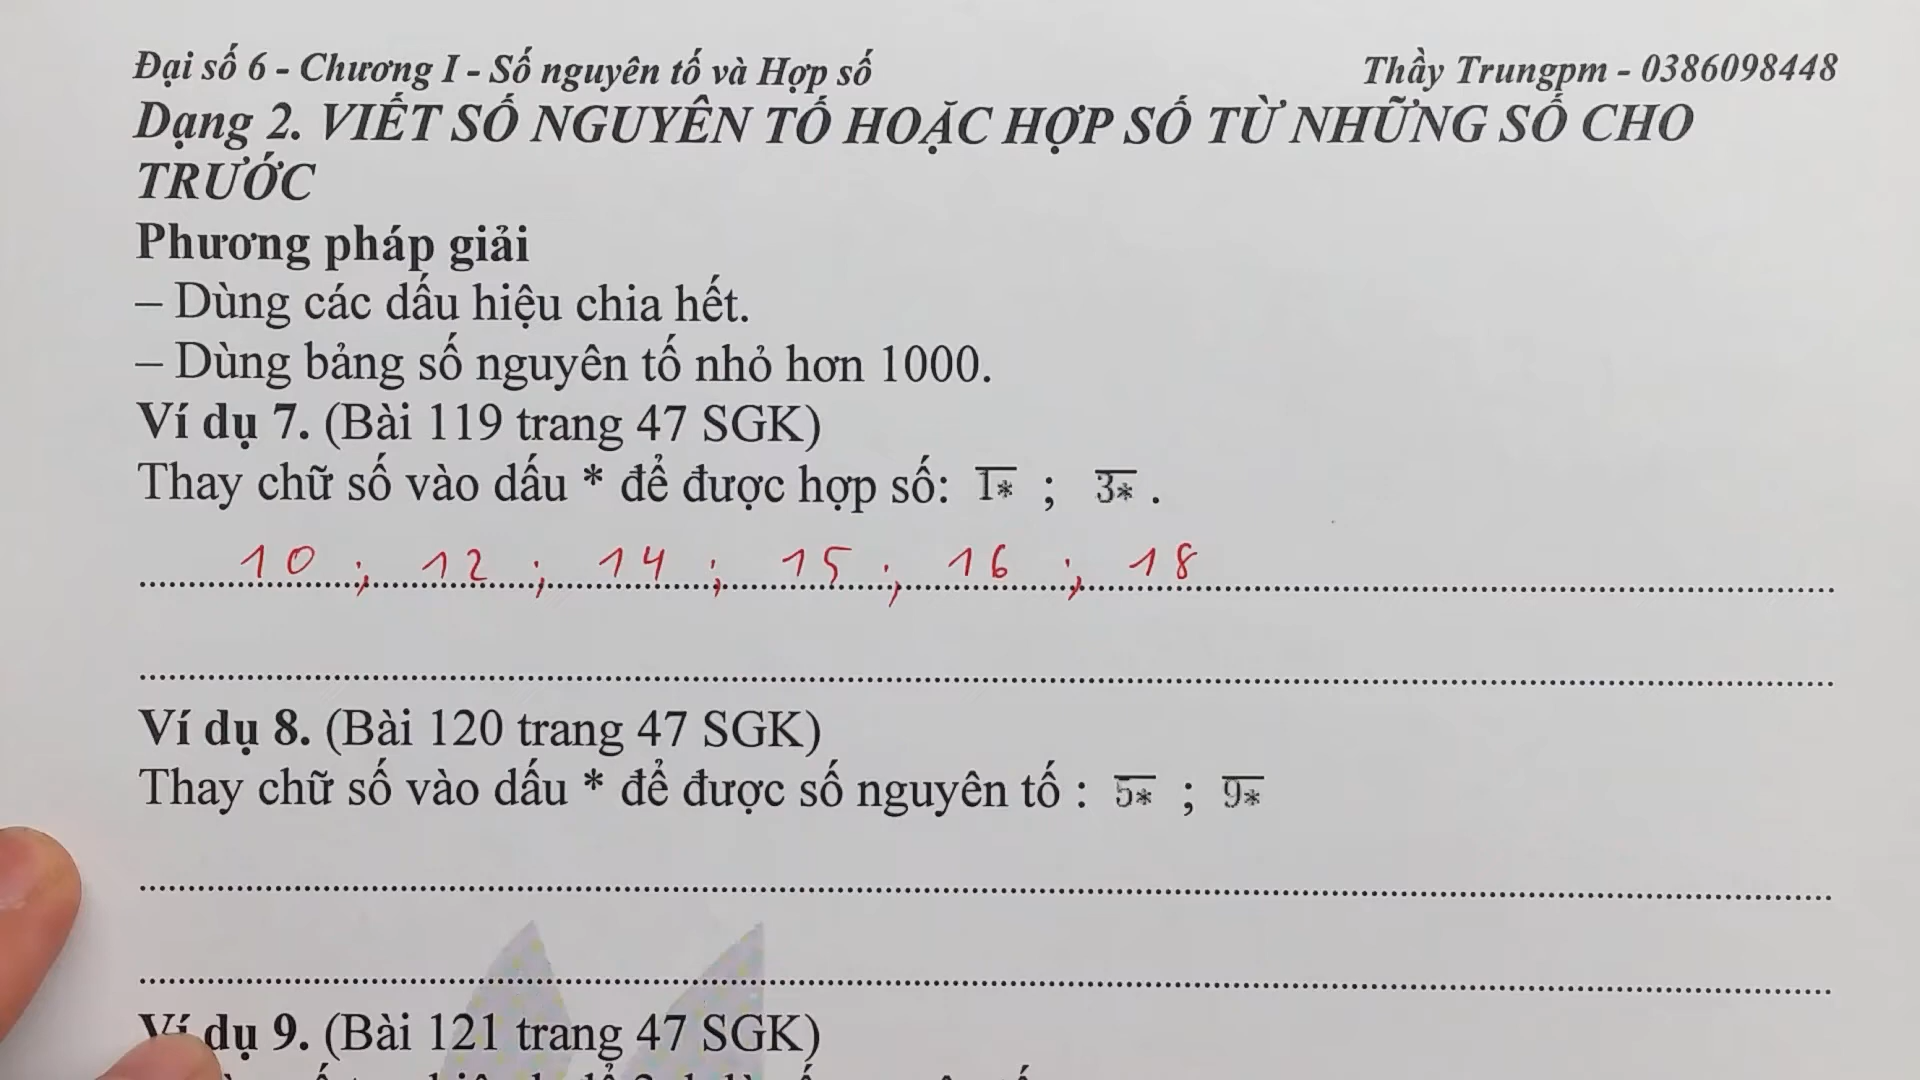 Đại số 6 - Chương I - Số nguyên tố và Hợp số Thầy Trungpm - 0386098448
Dạng 2. VIẾT SỐ NGUYÊN TỐ HOẶC HỢP SỐ TỪ NHỮNG SỐ CHO
TRƯỚC
Phương pháp giải
– Dùng các dấu hiệu chia hết.
– Dùng bảng số nguyên tố nhỏ hơn 1000.
Ví dụ 7. (Bài 119 trang 47 SGK)
Thay chữ số vào dấu * để được hợp số: 1* ; 3* .
10 ; 12 ; 14 ; 15 ; 16 ; 18
Ví dụ 8. (Bài 120 trang 47 SGK)
Thay chữ số vào dấu * để được số nguyên tố : 5* ; 9*
Ví dụ 9. (Bài 121 trang 47 SGK)